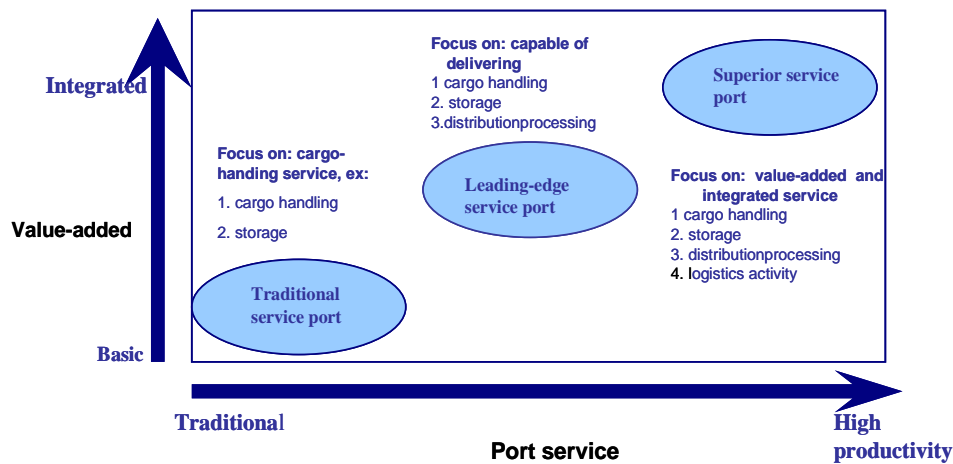 Integrated
Value-added
Basic
Focus on: cargo-
handing service, ex:
1. cargo handling
2. storage
Traditional
service port
Focus on: capable of
delivering
1 cargo handling
2. storage
3.distributionprocessing
Leading-edge
service port
Superior service
port
Focus on: value-added and
integrated service
1 cargo handling
2. storage
3. distributionprocessing
4. logistics activity
Traditional
Port service
High
productivity